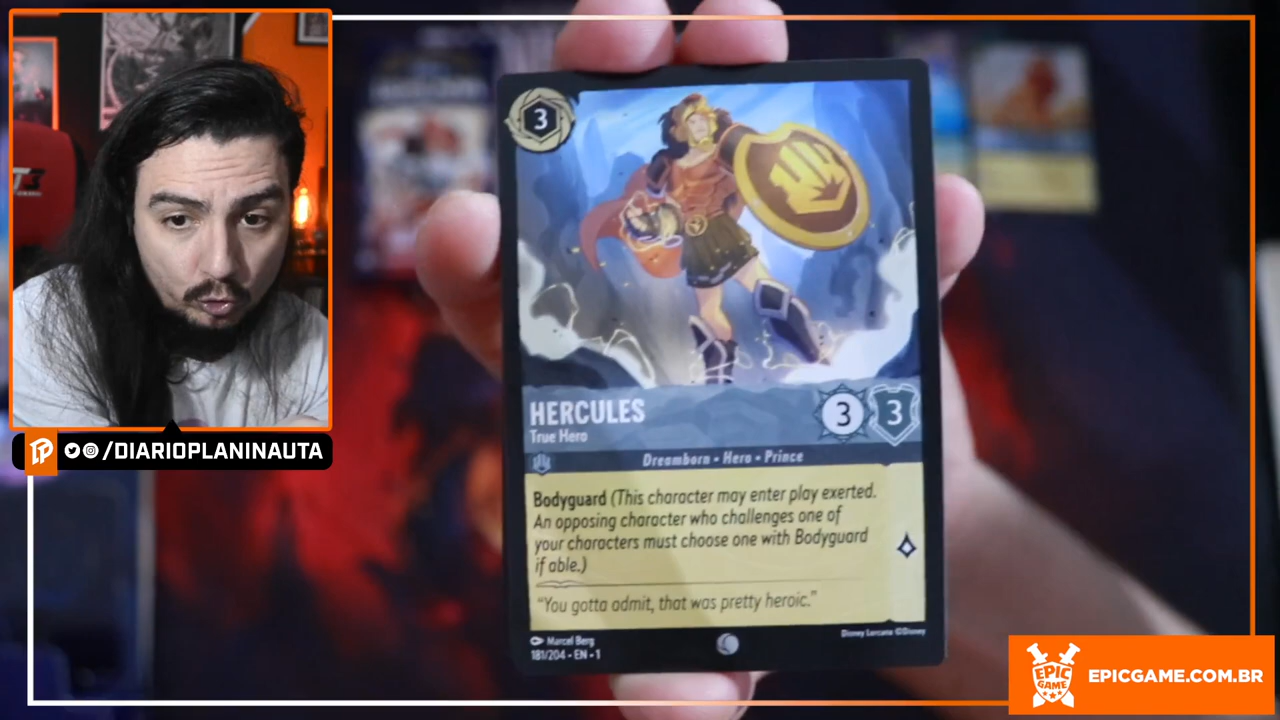 3
HERCULES
True Hero
3 3
Dreamborn • Hero • Prince
Bodyguard (This character may enter play exerted.
An opposing character who challenges one of
your characters must choose one with Bodyguard
if able.)
"You gotta admit, that was pretty heroic."
Marcel Berg
181/204 • EN • 1
Disney Lorcana ©Disney
/DIARIOPLANINAUTA
EPIC
GAME
EPICGAME.COM.BR